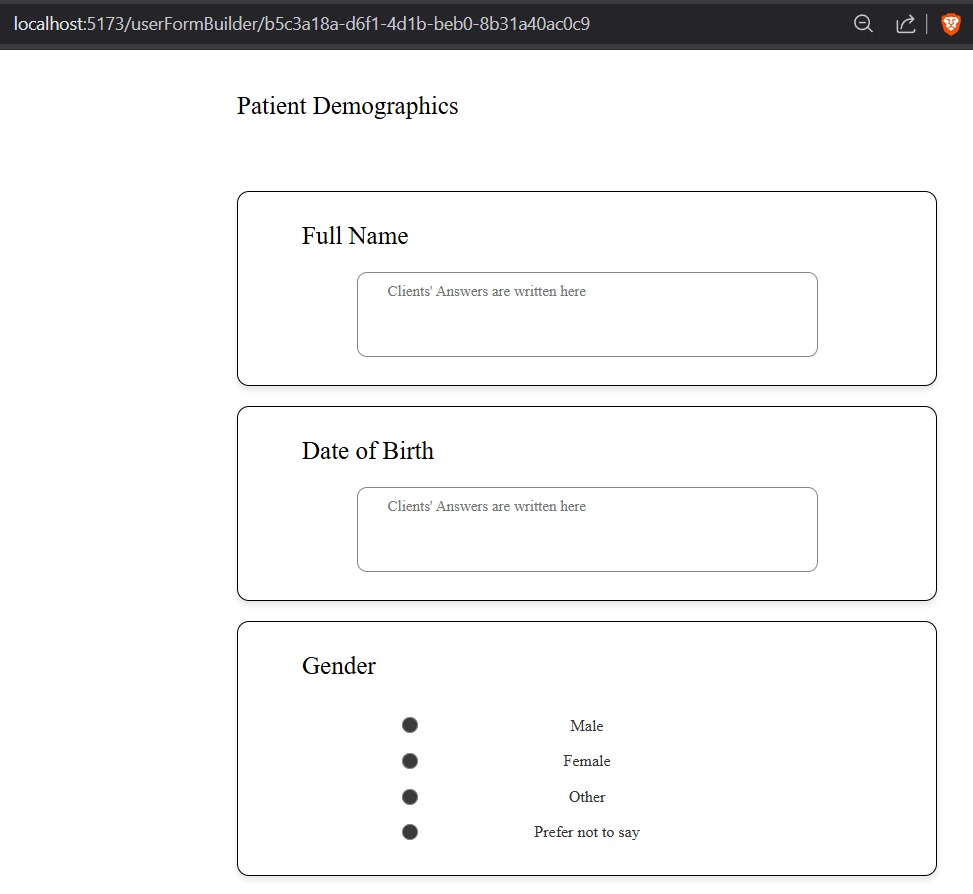 localhost:5173/userFormBuilder/b5c3a18a-d6f1-4d1b-beb0-8b31a40ac0c9
Patient Demographics
Full Name
Clients' Answers are written here
Date of Birth
Clients' Answers are written here
Gender
Male
Female
Other
Prefer not to say